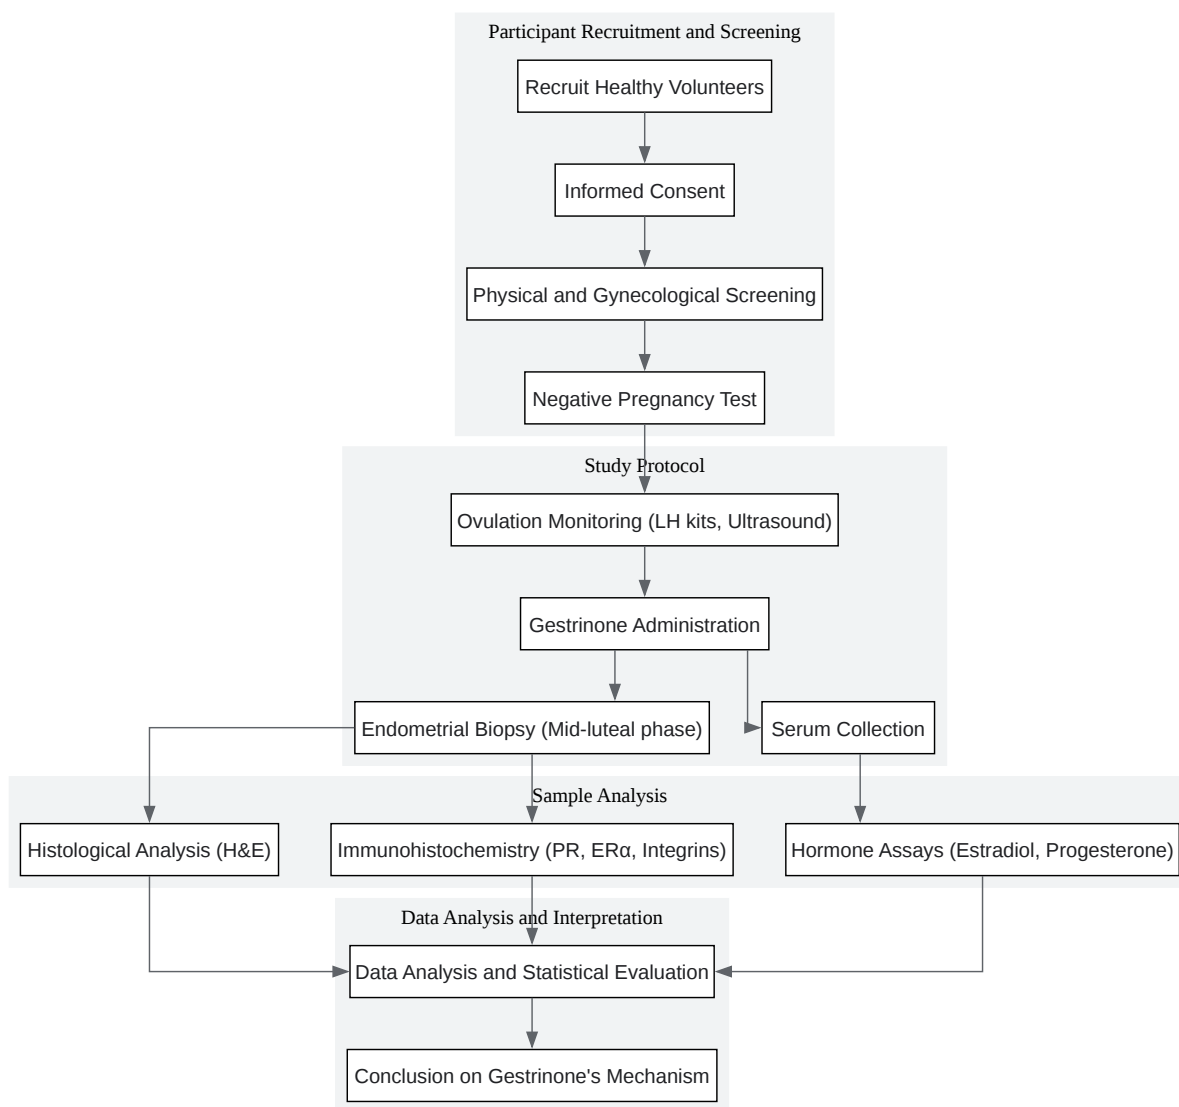 Participant Recruitment and Screening
Recruit Healthy Volunteers
Informed Consent
Physical and Gynecological Screening
Negative Pregnancy Test
Study Protocol
Ovulation Monitoring (LH kits, Ultrasound)
Gestrinone Administration
Endometrial Biopsy (Mid-luteal phase)
Serum Collection
Sample Analysis
Histological Analysis (H&E)
Immunohistochemistry (PR, ERα, Integrins)
Hormone Assays (Estradiol, Progesterone)
Data Analysis and Interpretation
Data Analysis and Statistical Evaluation
Conclusion on Gestrinone's Mechanism